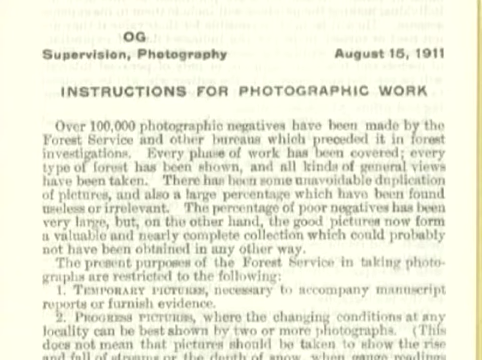 OG
Supervision, Photography August 15, 1911
INSTRUCTIONS FOR PHOTOGRAPHIC WORK
Over 100,000 photographic negatives have been made by the
Forest Service and other bureaus which preceded it in forest
investigations. Every phase of work has been covered; every
type of forest has been shown, and all kinds of general views
have been taken. There has been some unavoidable duplication
of pictures, and also a large percentage which have been found
useless or irrelevant. The percentage of poor negatives has been
very large, but, on the other hand, the good pictures now form
a valuable and nearly complete collection which could probably
not have been obtained in any other way.
The present purposes of the Forest Service in taking photo-
graphs are restricted to the following:
1. TEMPORARY PICTURES, necessary to accompany manuscript
reports or furnish evidence.
2. PROGRESS PICTURES, where the changing conditions at any
locality can be best shown by two or more photographs. (This
does not mean that pictures should be taken to show the rise
and fall of streams or the depth of snow, when gauge readings